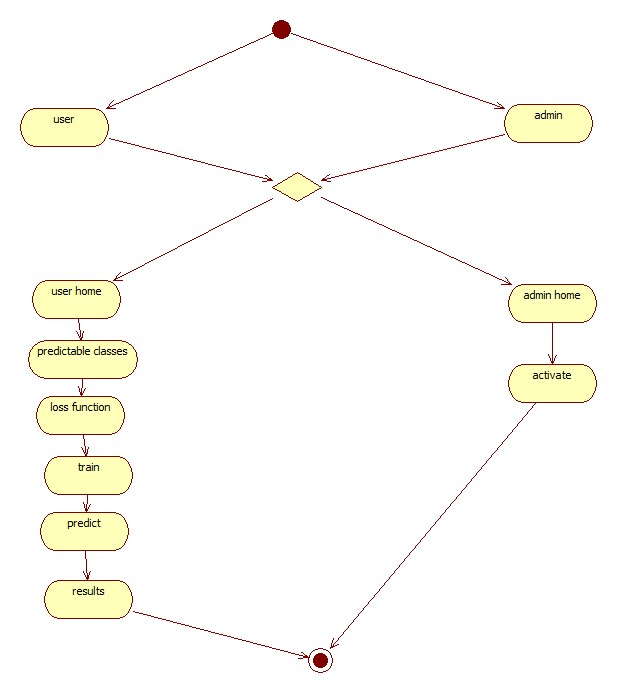 user
admin
user home
admin home
predictable classes
activate
loss function
train
predict
results